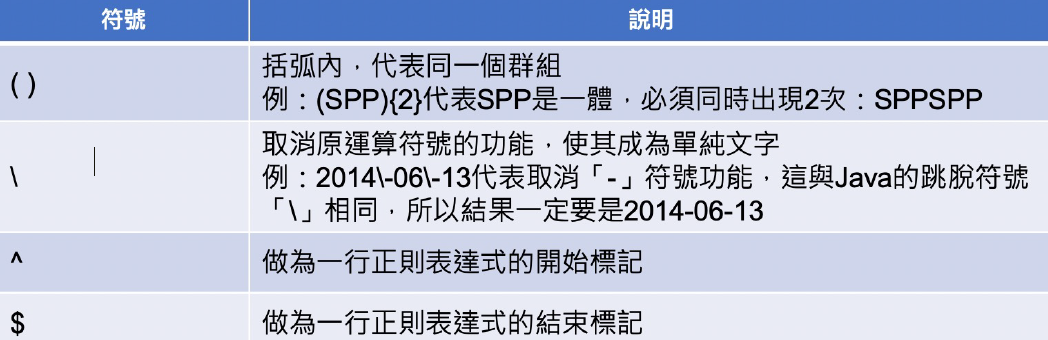 符號 說明
( ) 括弧內，代表同一個群組
例：(SPP){2}代表SPP是一體，必須同時出現2次：SPPSPP
\ 取消原運算符號的功能，使其成為單純文字
例：2014\-06\-13代表取消「-」符號功能，這與Java的跳脫符號
「\」相同，所以結果一定要是2014-06-13
^ 做為一行正則表達式的開始標記
$ 做為一行正則表達式的結束標記